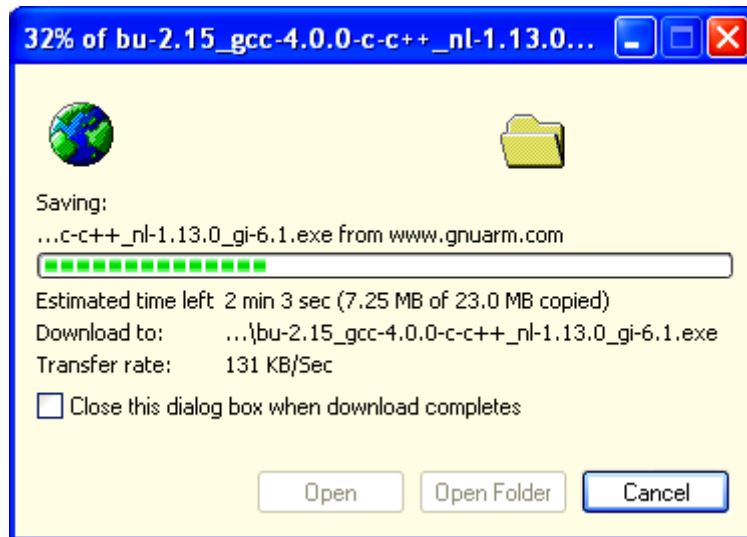 32% of bu-2.15_gcc-4.0.0-c-c++_nl-1.13.0...
Saving:
...c-c++_nl-1.13.0_gi-6.1.exe from www.gnuarm.com
Estimated time left 2 min 3 sec (7.25 MB of 23.0 MB copied)
Download to: ...\bu-2.15_gcc-4.0.0-c-c++_nl-1.13.0_gi-6.1.exe
Transfer rate: 131 KB/Sec
Close this dialog box when download completes
Open Open Folder Cancel